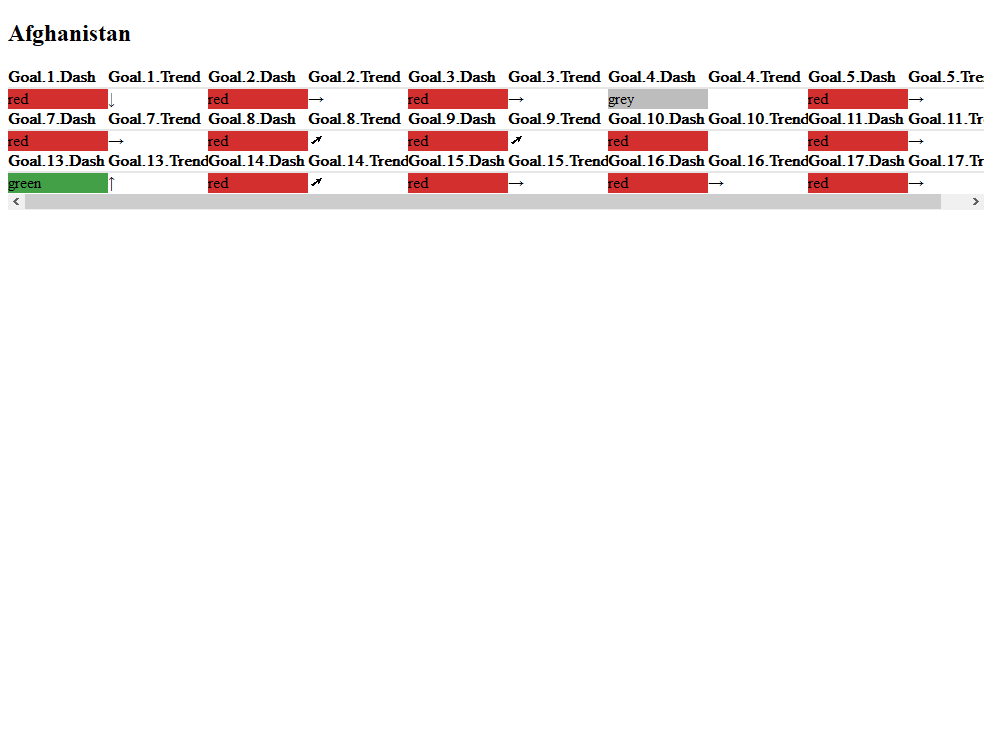 Afghanistan
Goal.1.Dash Goal.1.Trend Goal.2.Dash Goal.2.Trend Goal.3.Dash Goal.3.Trend Goal.4.Dash Goal.4.Trend Goal.5.Dash Goal.5.Tre
red ↓ red → red → grey red →
Goal.7.Dash Goal.7.Trend Goal.8.Dash Goal.8.Trend Goal.9.Dash Goal.9.Trend Goal.10.Dash Goal.10.Trend Goal.11.Dash Goal.11.Tr
red → red ➚ red ➚ red red →
Goal.13.Dash Goal.13.Trend Goal.14.Dash Goal.14.Trend Goal.15.Dash Goal.15.Trend Goal.16.Dash Goal.16.Trend Goal.17.Dash Goal.17.Tr
green ↑ red ➚ red → red → red →